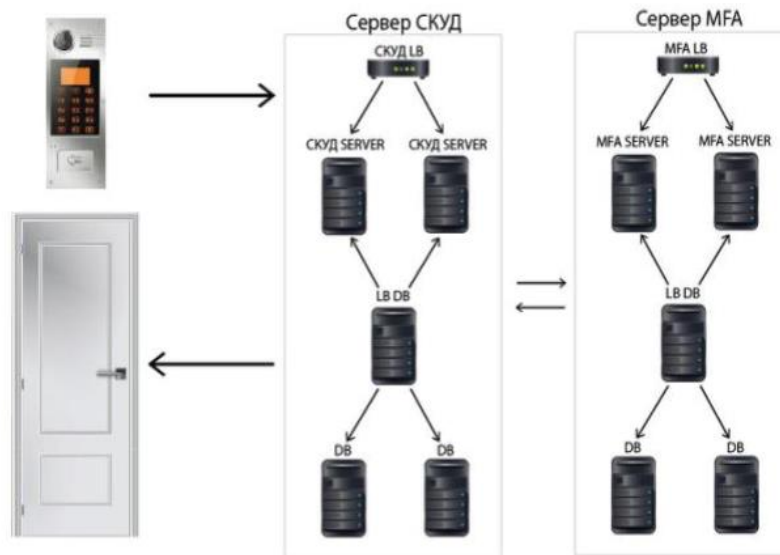 Сервер СКУД
СКУД LB
СКУД SERVER СКУД SERVER
LB DB
DB DB
Сервер MFA
MFA LB
MFA SERVER MFA SERVER
LB DB
DB DB